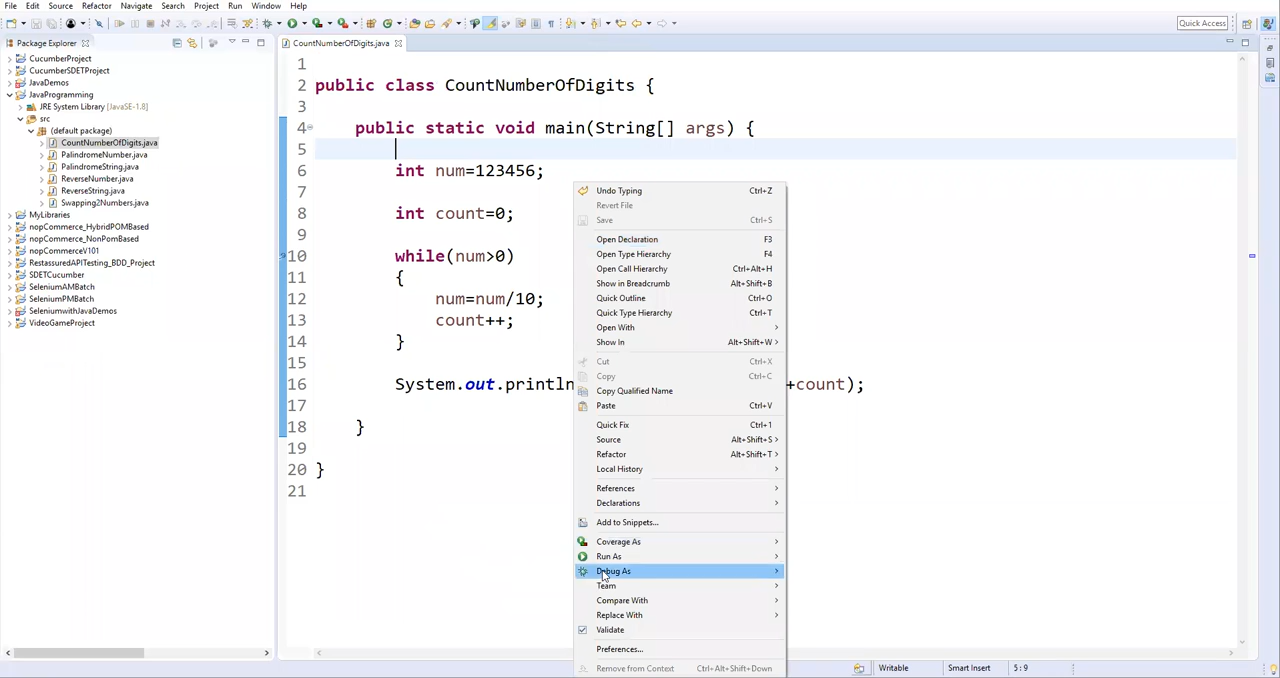 File Edit Source Refactor Navigate Search Project Run Window Help
Quick Access
Package Explorer
CucumberProject
CucumberSDETProject
JavaDemos
JavaProgramming
JRE System Library [JavaSE-1.8]
src
(default package)
CountNumberOfDigits.java
PalindromeNumber.java
PalindromeString.java
ReverseNumber.java
ReverseString.java
Swapping2Numbers.java
MyLibraries
nopCommerce_HybridPOMBased
nopCommerce_NonPomBased
nopCommerceV101
RestassuredAPITesting_BDD_Project
SDETCucumber
SeleniumAMBatch
SeleniumPMBatch
SeleniumwithJavaDemos
VideoGameProject
CountNumberOfDigits.java
1
2 public class CountNumberOfDigits {
3
4 public static void main(String[] args) {
5
6 int num=123456;
7
8 int count=0;
9
10 while(num>0)
11 {
12 num=num/10;
13 count++;
14 }
15
16 System.out.println +count);
17
18 }
19
20 }
21
Undo Typing Ctrl+Z
Revert File
Save Ctrl+S
Open Declaration F3
Open Type Hierarchy F4
Open Call Hierarchy Ctrl+Alt+H
Show in Breadcrumb Alt+Shift+B
Quick Outline Ctrl+O
Quick Type Hierarchy Ctrl+T
Open With
Show In Alt+Shift+W
Cut Ctrl+X
Copy Ctrl+C
Copy Qualified Name
Paste Ctrl+V
Quick Fix Ctrl+1
Source Alt+Shift+S
Refactor Alt+Shift+T
Local History
References
Declarations
Add to Snippets...
Coverage As
Run As
Debug As
Team
Compare With
Replace With
Validate
Preferences...
Remove from Context Ctrl+Alt+Shift+Down
Writable Smart Insert 5 : 9